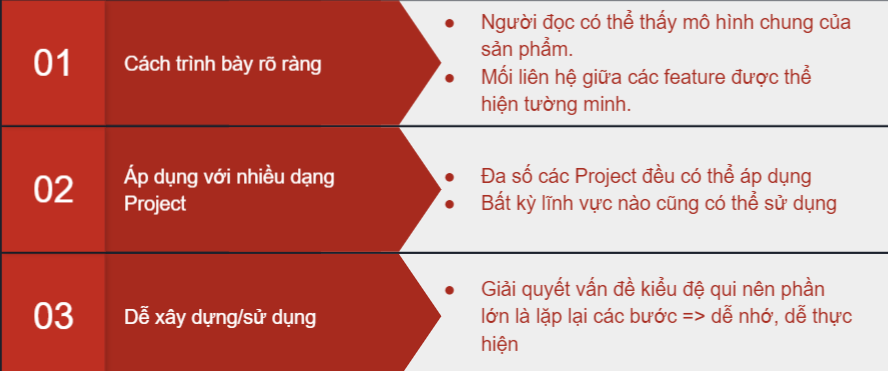 01
Cách trình bày rõ ràng
● Người đọc có thể thấy mô hình chung của
sản phẩm.
● Mối liên hệ giữa các feature được thể
hiện tường minh.
02
Áp dụng với nhiều dạng
Project
● Đa số các Project đều có thể áp dụng
● Bất kỳ lĩnh vực nào cũng có thể sử dụng
03
Dễ xây dựng/sử dụng
● Giải quyết vấn đề kiểu đệ qui nên phần
lớn là lặp lại các bước => dễ nhớ, dễ thực
hiện